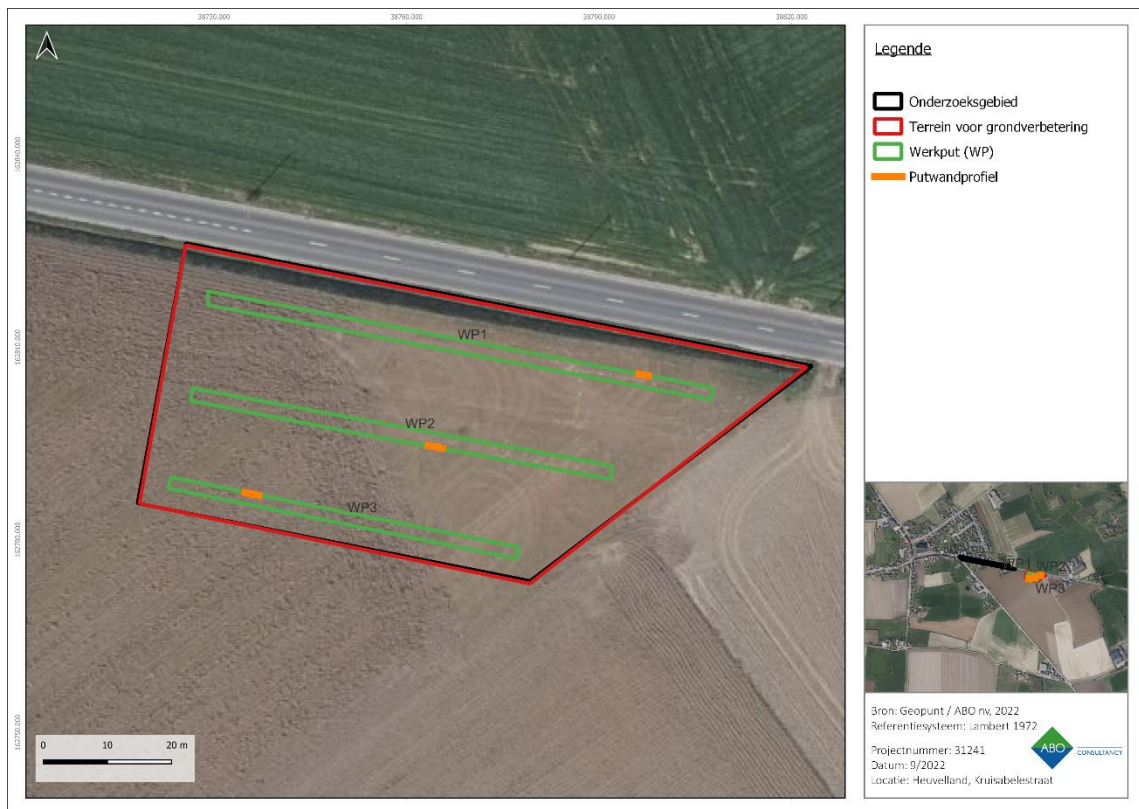 38730.000
38760.000
38790.000
38820.000
162840.000
162810.000
162780.000
162750.000
WP1
WP2
WP3
0 10 20 m
Legende
Onderzoeksgebied
Terrein voor grondverbetering
Werkput (WP)
Putwandprofiel
WP1
WP2
WP3
Bron: Geopunt / ABO nv, 2022
Referentiesysteem: Lambert 1972
Projectnummer: 31241
Datum: 9/2022
Locatie: Heuvelland, Kruisabelestraat
ABO
CONSULTANCY